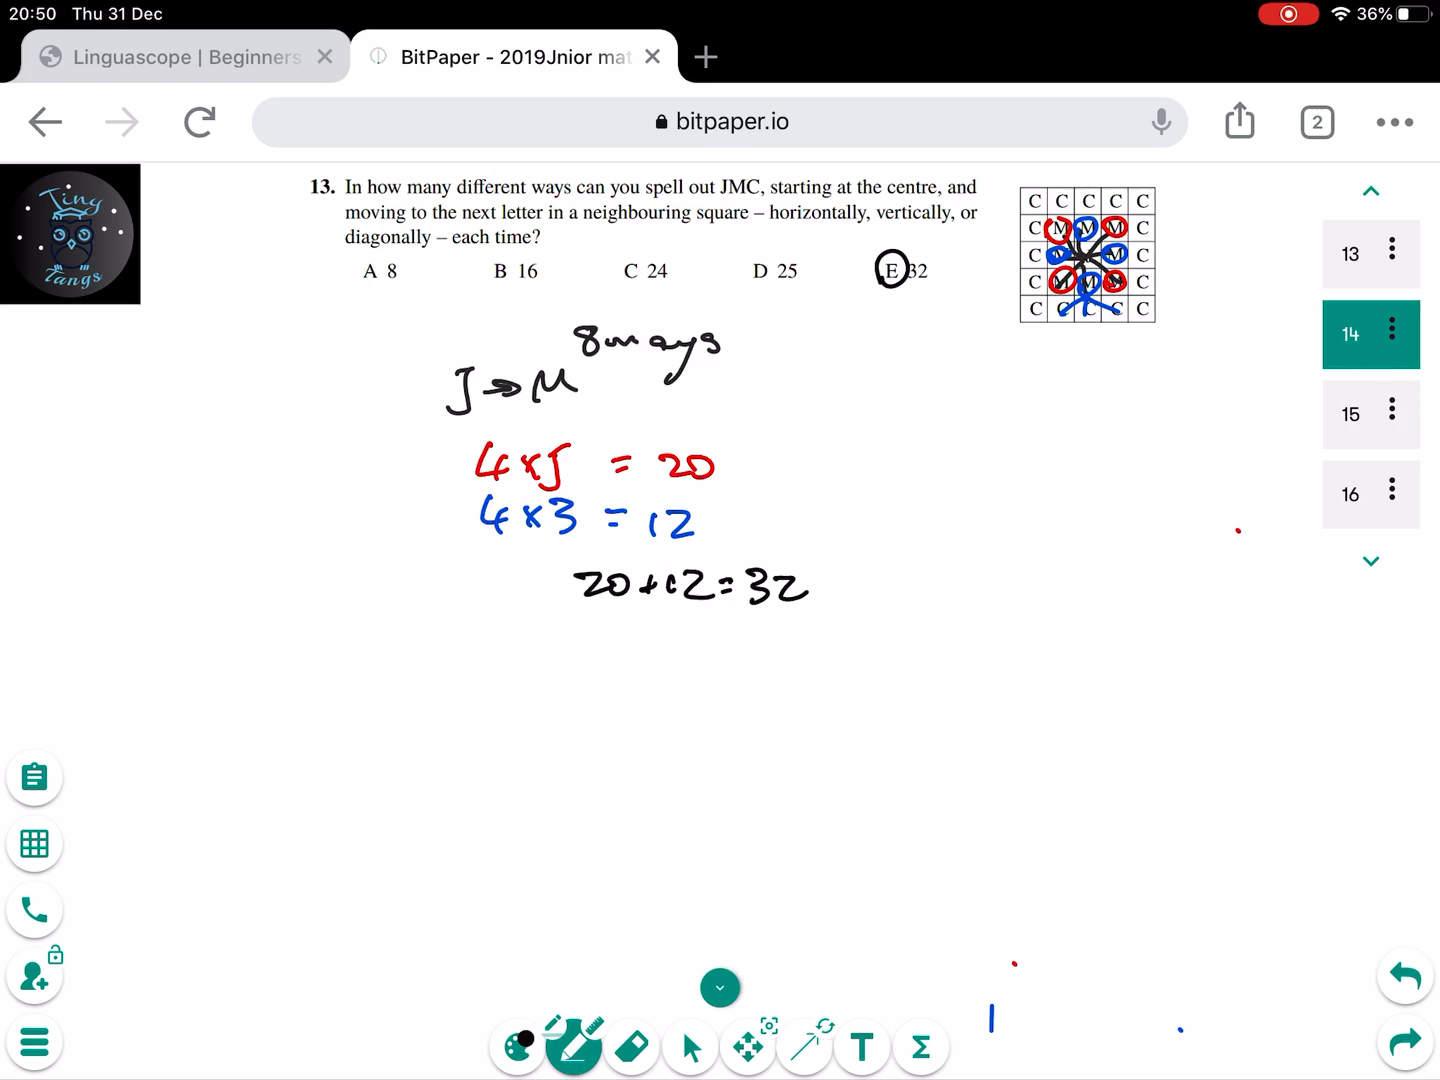 20:50 Thu 31 Dec
36%
Linguascope | Beginners
BitPaper - 2019Jnior mat
bitpaper.io
2
Tiny
Tangs
13. In how many different ways can you spell out JMC, starting at the centre, and
moving to the next letter in a neighbouring square – horizontally, vertically, or
diagonally – each time?
A 8 B 16 C 24 D 25 E 32
C C C C C
C M M M C
C M C
C M M C
C C C C C
8 ways
J → M
4 × 5 = 20
4 × 3 = 12
20 + 12 = 32
13
14
15
16
T
Σ